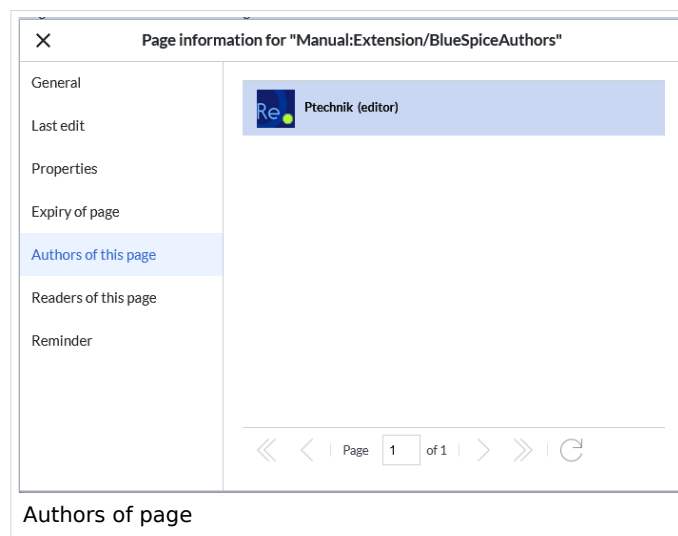 Page information for "Manual:Extension/BlueSpiceAuthors"
General
Last edit
Properties
Expiry of page
Authors of this page
Readers of this page
Reminder
Re.
Ptechnik (editor)
Page 1 of 1
Authors of page